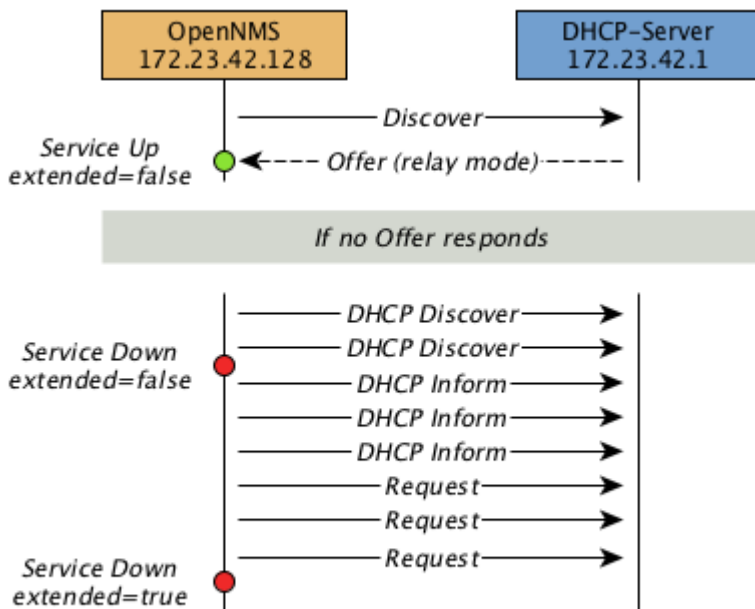 OpenNMS
172.23.42.128
DHCP-Server
172.23.42.1
Discover
Service Up
extended=false
Offer (relay mode)
If no Offer responds
DHCP Discover
DHCP Discover
Service Down
extended=false
DHCP Inform
DHCP Inform
DHCP Inform
Request
Request
Request
Service Down
extended=true